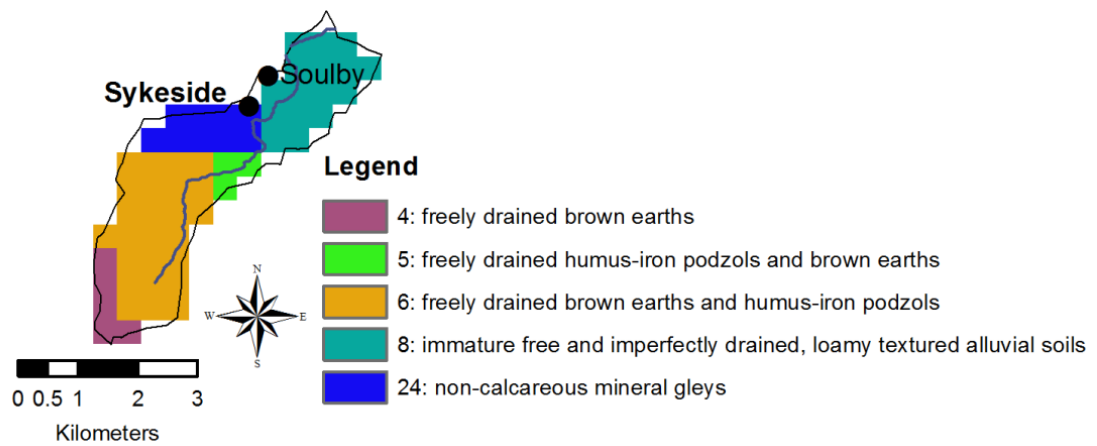 Soulby
Sykeside
Legend
4: freely drained brown earths
5: freely drained humus-iron podzols and brown earths
6: freely drained brown earths and humus-iron podzols
8: immature free and imperfectly drained, loamy textured alluvial soils
24: non-calcareous mineral gleys
N
W E
S
0 0.5 1 2 3
Kilometers